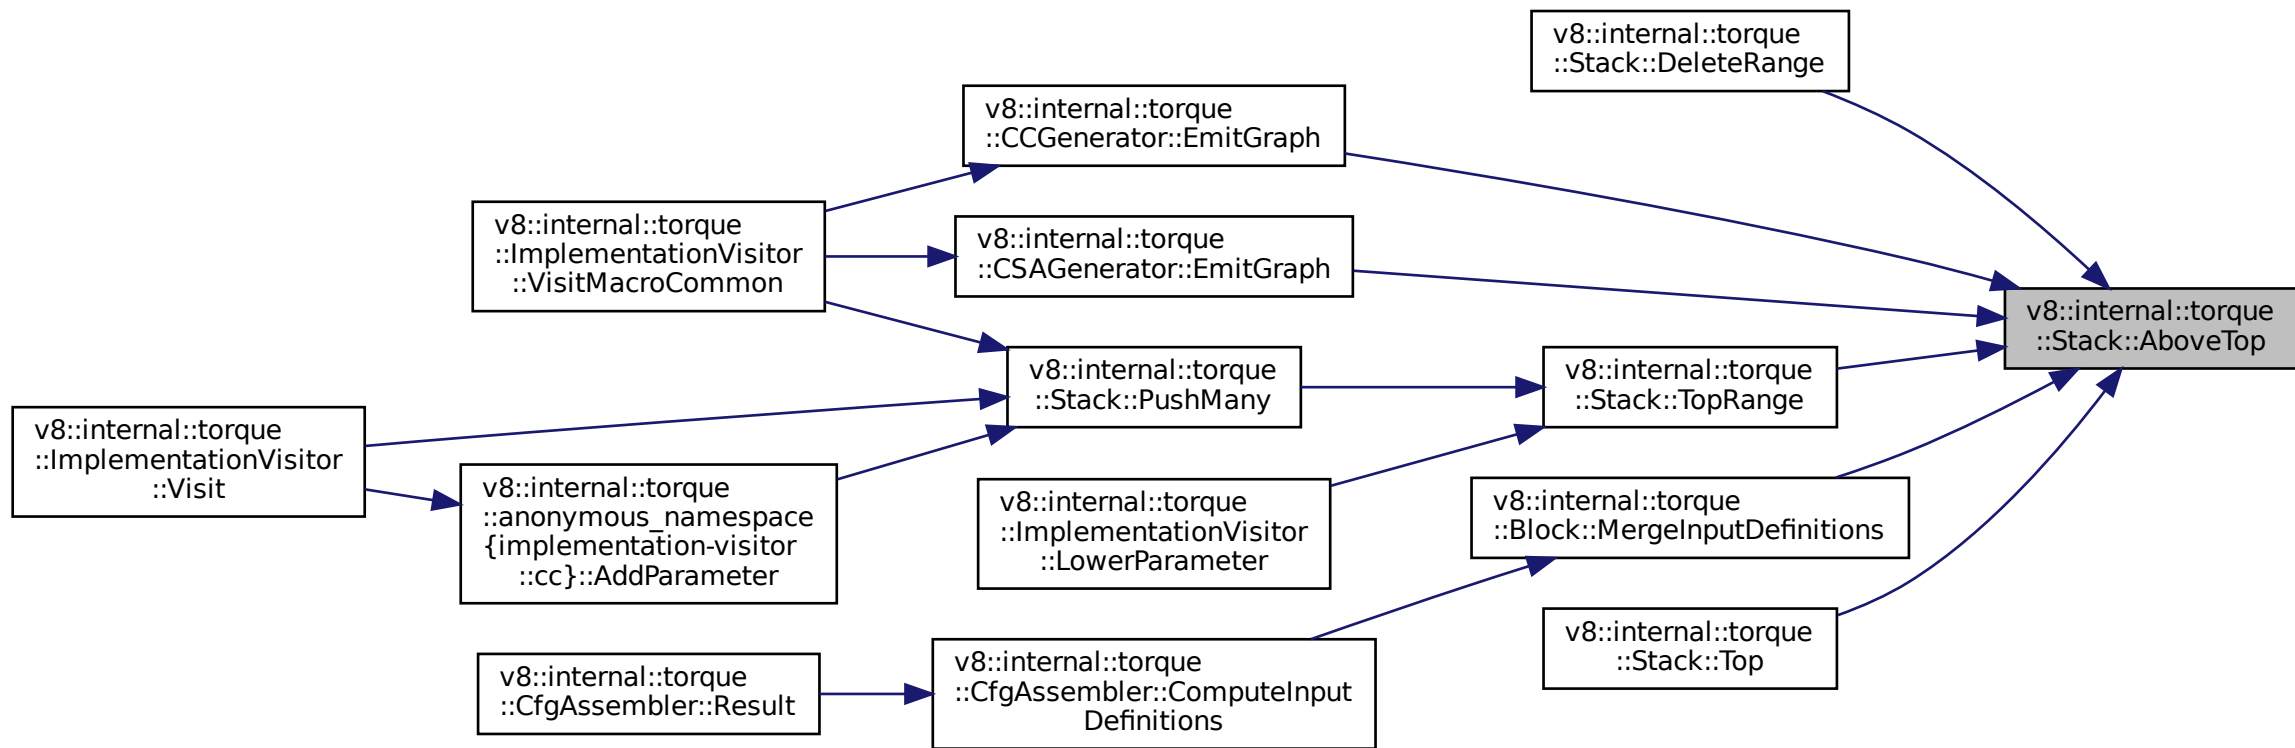 v8::internal::torque
::Stack::DeleteRange
v8::internal::torque
::CCGenerator::EmitGraph
v8::internal::torque
::ImplementationVisitor
::VisitMacroCommon
v8::internal::torque
::CSAGenerator::EmitGraph
v8::internal::torque
::Stack::AboveTop
v8::internal::torque
::Stack::PushMany
v8::internal::torque
::Stack::TopRange
v8::internal::torque
::ImplementationVisitor
::Visit
v8::internal::torque
::anonymous_namespace
{implementation-visitor
::cc}::AddParameter
v8::internal::torque
::ImplementationVisitor
::LowerParameter
v8::internal::torque
::Block::MergeInputDefinitions
v8::internal::torque
::Stack::Top
v8::internal::torque
::CfgAssembler::Result
v8::internal::torque
::CfgAssembler::ComputeInput
Definitions